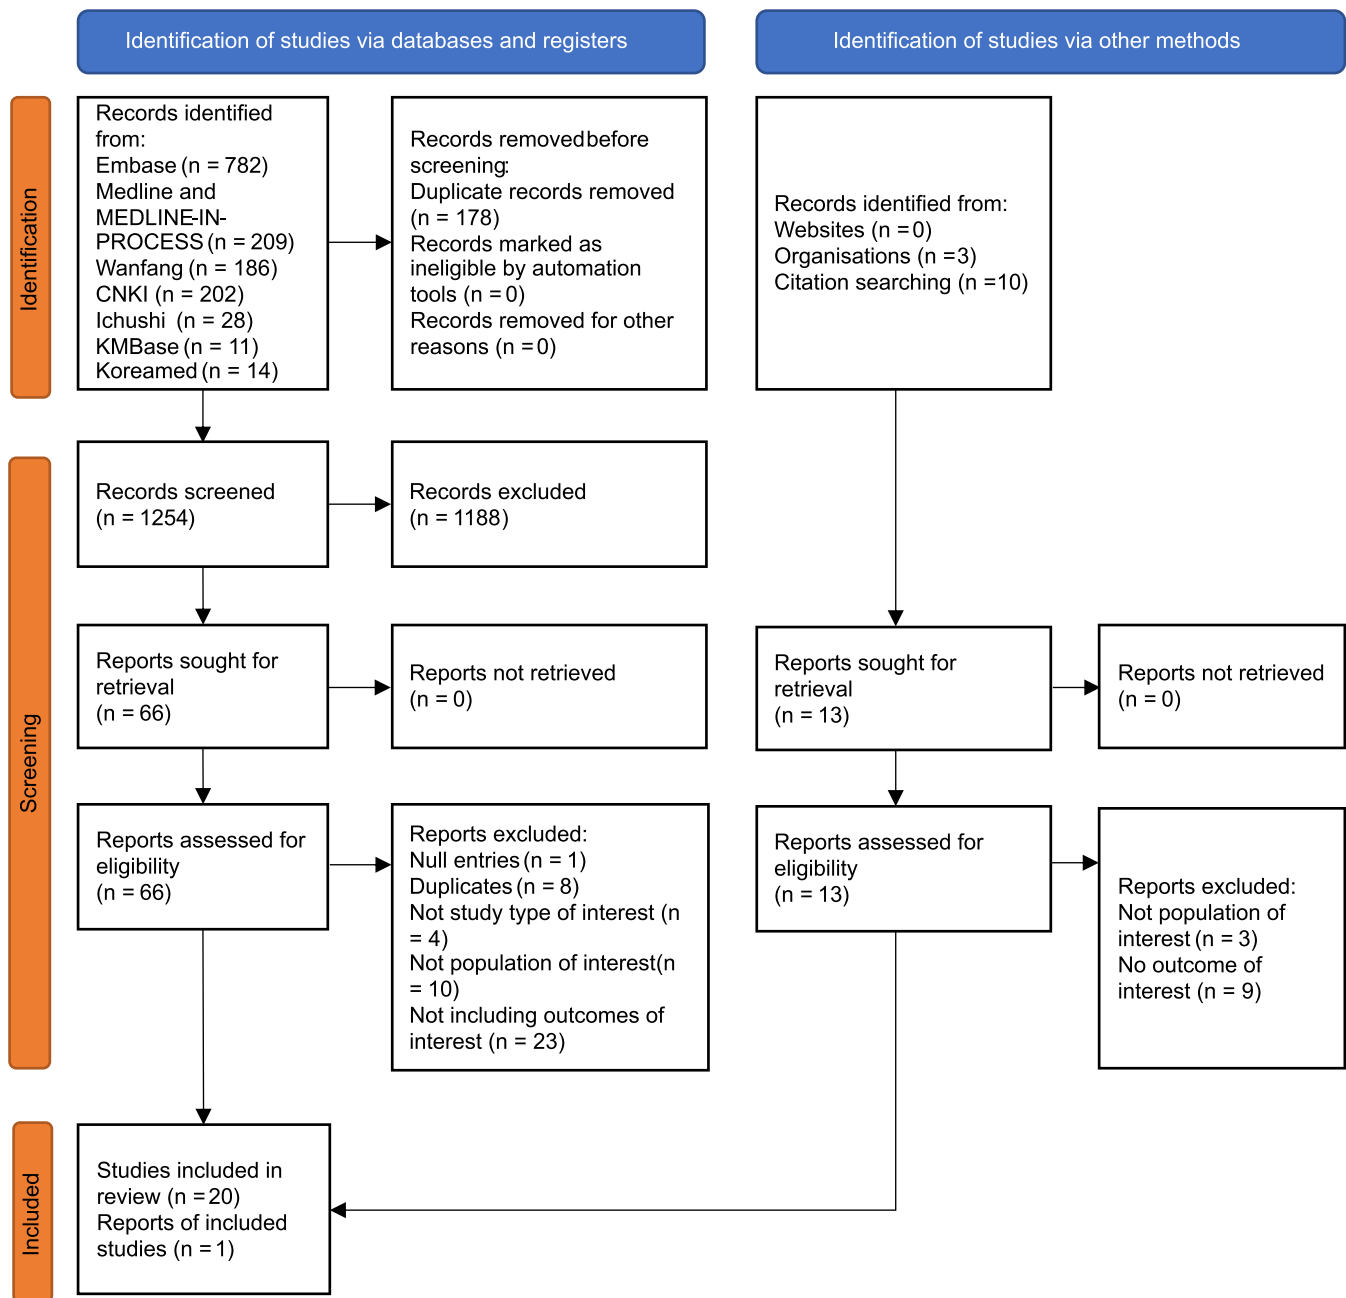 Identification of studies via databases and registers
Identification of studies via other methods
Identification
Records identified
from:
Embase (n = 782)
Medline and
MEDLINE-IN-
PROCESS (n = 209)
Wanfang (n = 186)
CNKI (n = 202)
Ichushi (n = 28)
KMBase (n = 11)
Koreamed (n = 14)
Records removed before
screening:
Duplicate records removed
(n = 178)
Records marked as
ineligible by automation
tools (n = 0)
Records removed for other
reasons (n = 0)
Records identified from:
Websites (n = 0)
Organisations (n = 3)
Citation searching (n = 10)
Screening
Records screened
(n = 1254)
Records excluded
(n = 1188)
Reports sought for
retrieval
(n = 66)
Reports not retrieved
(n = 0)
Reports sought for
retrieval
(n = 13)
Reports not retrieved
(n = 0)
Reports assessed for
eligibility
(n = 66)
Reports excluded:
Null entries (n = 1)
Duplicates (n = 8)
Not study type of interest (n
= 4)
Not population of interest(n
= 10)
Not including outcomes of
interest (n = 23)
Reports assessed for
eligibility
(n = 13)
Reports excluded:
Not population of
interest (n = 3)
No outcome of
interest (n = 9)
Included
Studies included in
review (n = 20)
Reports of included
studies (n = 1)